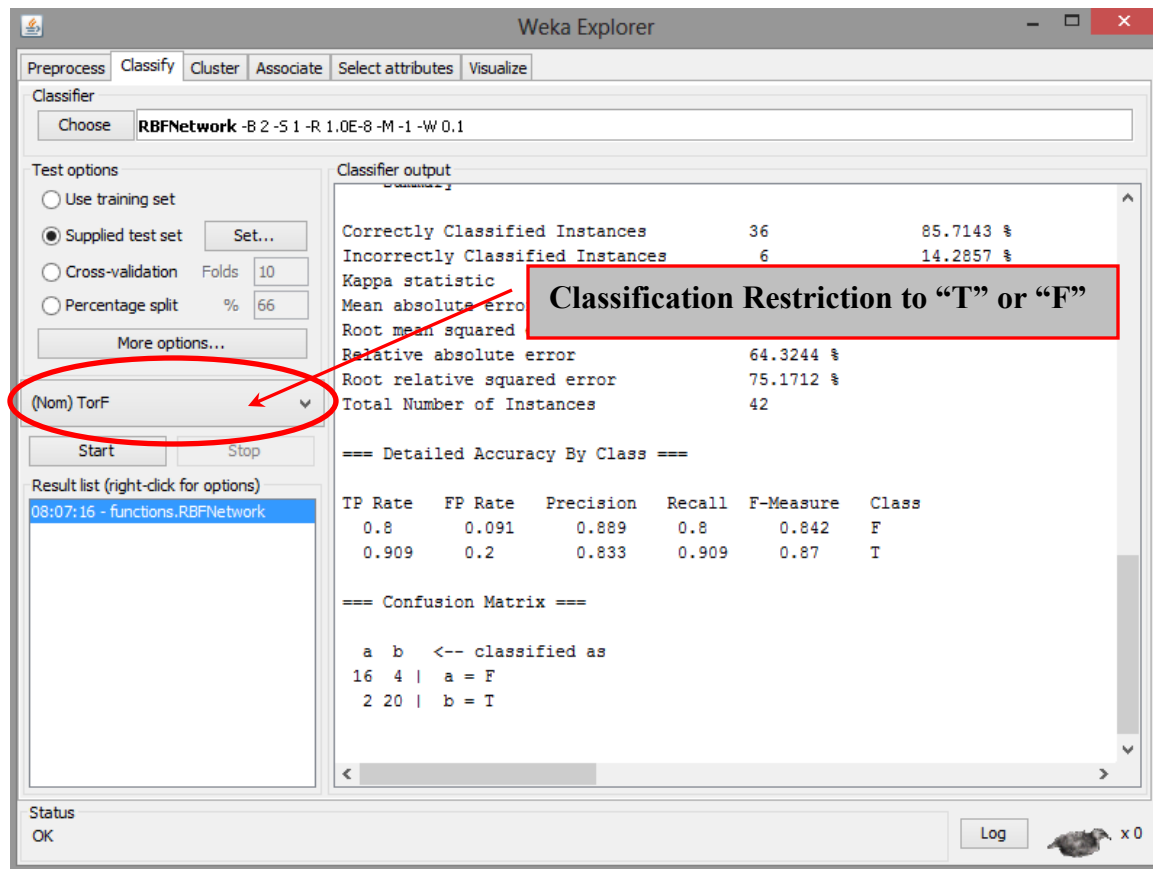 Weka Explorer
Preprocess Classify Cluster Associate Select attributes Visualize
Classifier
Choose RBFNetwork -B 2 -S 1 -R 1.0E-8 -M -1 -W 0.1
Test options
Use training set
Supplied test set Set...
Cross-validation Folds 10
Percentage split % 66
More options...
(Nom) TorF
Start Stop
Result list (right-click for options)
08:07:16 - functions.RBFNetwork
Classifier output
Summary
Correctly Classified Instances 36 85.7143 %
Incorrectly Classified Instances 6 14.2857 %
Kappa statistic
Mean absolute erro
Root mean squared
Relative absolute error 64.3244 %
Root relative squared error 75.1712 %
Total Number of Instances 42
=== Detailed Accuracy By Class ===
TP Rate FP Rate Precision Recall F-Measure Class
0.8 0.091 0.889 0.8 0.842 F
0.909 0.2 0.833 0.909 0.87 T
=== Confusion Matrix ===
a b <-- classified as
16 4 | a = F
2 20 | b = T
Classification Restriction to “T” or “F”
Status
OK
Log x 0